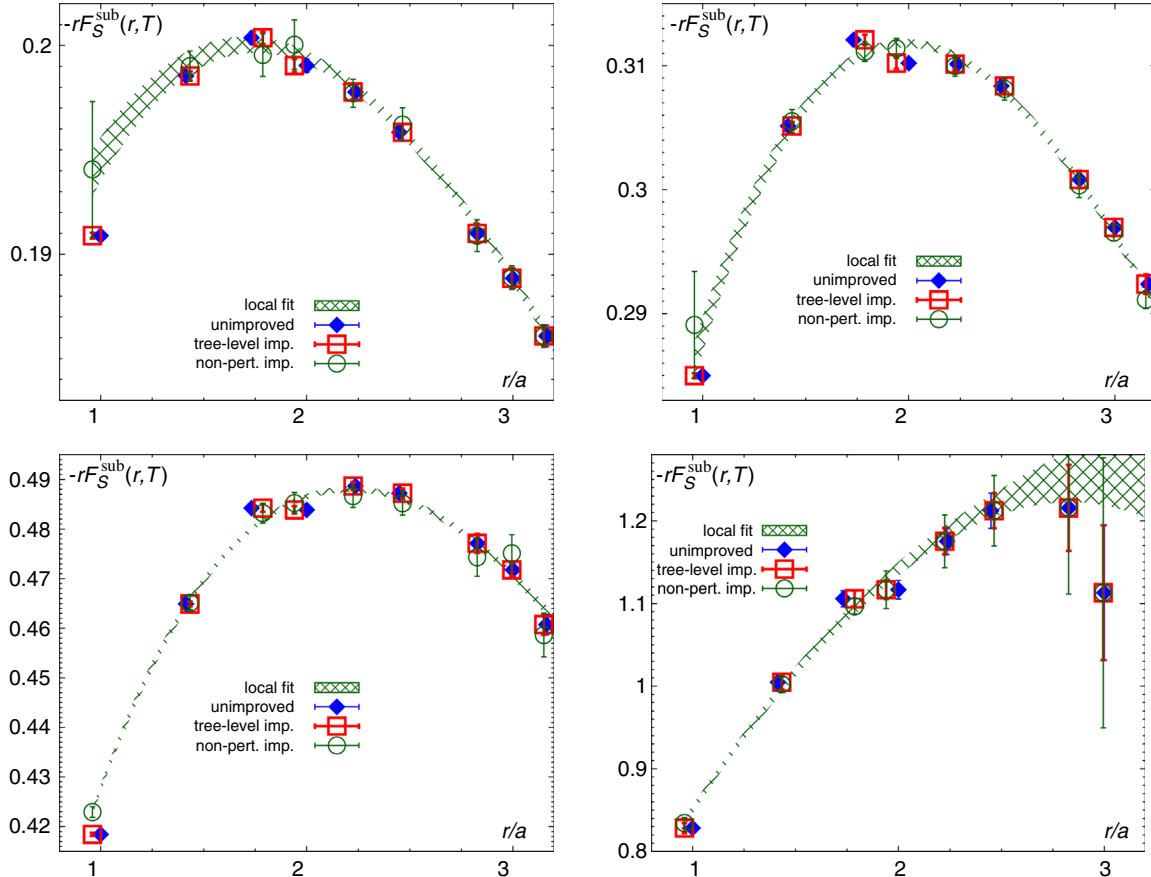 -rF_S^sub(r,T)
0.2
0.19
local fit
unimproved
tree-level imp.
non-pert. imp.
r/a
1 2 3
-rF_S^sub(r,T)
0.31
0.3
0.29
local fit
unimproved
tree-level imp.
non-pert. imp.
r/a
1 2 3
-rF_S^sub(r,T)
0.49
0.48
0.47
0.46
0.45
0.44
0.43
0.42
local fit
unimproved
tree-level imp.
non-pert. imp.
r/a
1 2 3
-rF_S^sub(r,T)
1.2
1.1
1
0.9
0.8
local fit
unimproved
tree-level imp.
non-pert. imp.
r/a
1 2 3